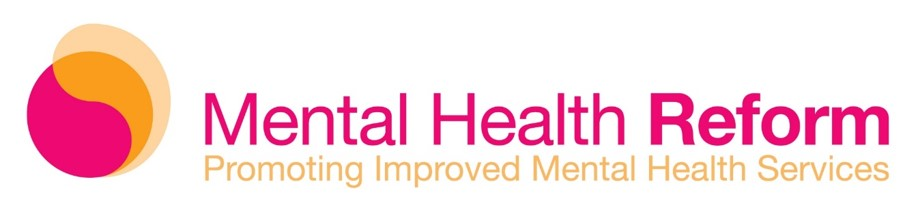 Mental Health Reform
Promoting Improved Mental Health Services